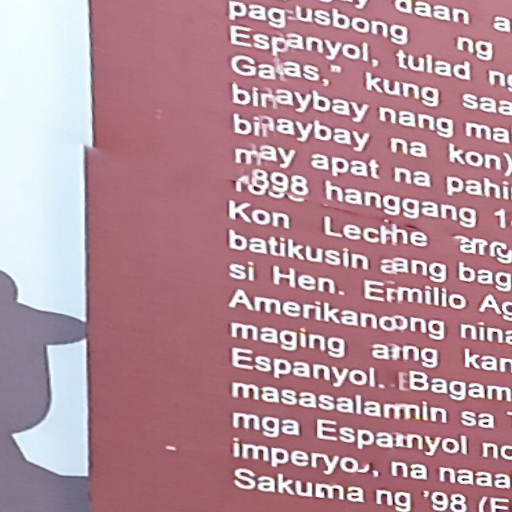 daan a
pag-usbong ng
Espanyol, tulad ng
Gatas," kung saa
binaybay nang ma
binaybay na kon)
may apat na pahi
1898 hanggang 1
Kon Leche ang
batikusin ang bag
si Hen. Emilio Ag
Amerikanong nina
maging ang kan
Espanyol. Bagam
masasalamin sa
mga Espanyol no
imperyo, na naaa
Sakuma ng '98 (E